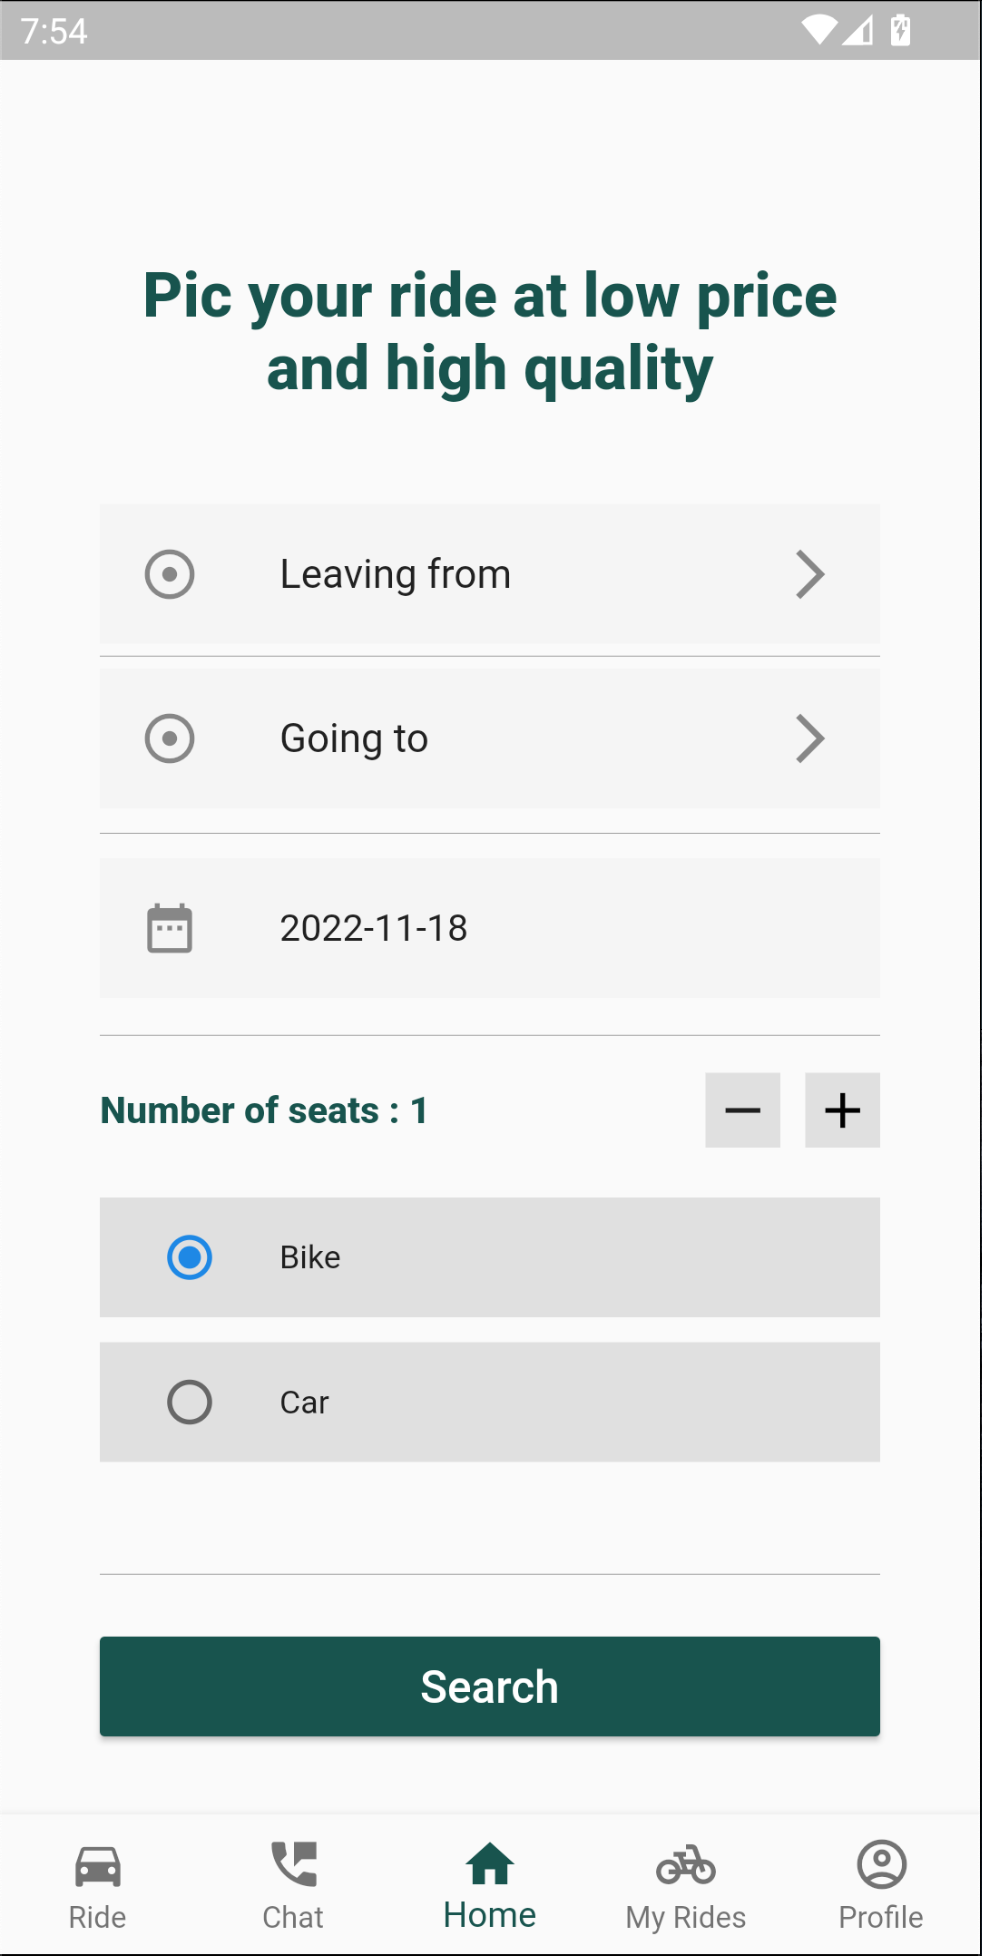 7:54
Pic your ride at low price
and high quality
Leaving from
Going to
2022-11-18
Number of seats : 1
Bike
Car
Search
Ride
Chat
Home
My Rides
Profile